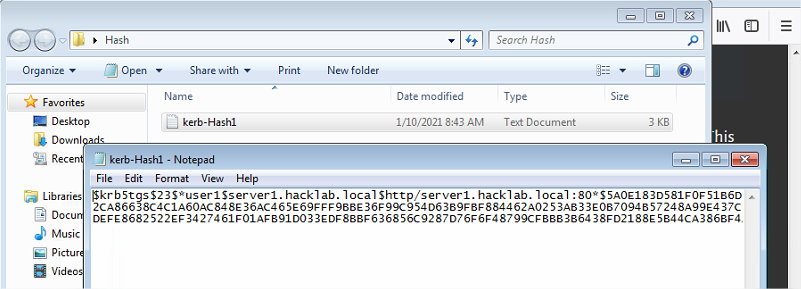 Hash
Search Hash
Organize
Open
Share with
Print
New folder
Favorites
Desktop
Downloads
Recent
Libraries
Music
Videos
Name
Date modified
Type
Size
kerb-Hash1
1/10/2021 8:43 AM
Text Document
3 KB
This
kerb-Hash1 - Notepad
File Edit Format View Help
$krb5tgs$23$*user1$server1.hacklab.local$http/server1.hacklab.local:80*$5A0E183D581F0F51B6D
2CA86638C4C1A60AC848E36AC465E69FFF9BBE36F99C954D63B9FBF884462A0253AB33E0B7094B57248A99E437C
DEFE8682522EF3427461F01AFB91D033EDF8BBF636856C9287D76F6F48799CFBBB3B6438FD2188E5B44CA386BF4